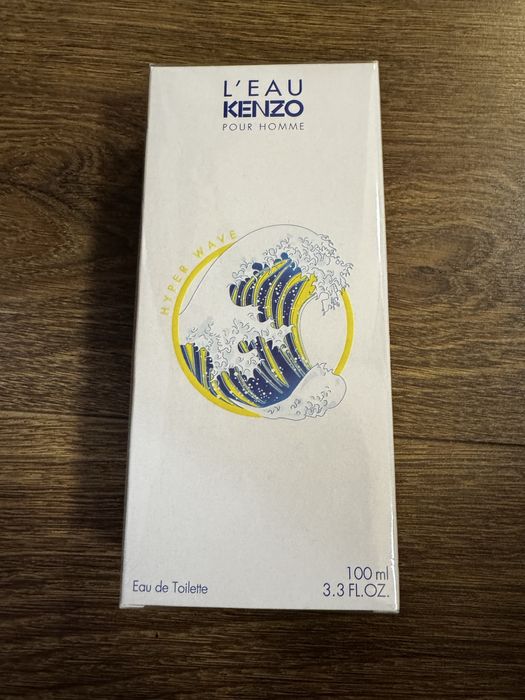 L'EAU
KENZO
POUR HOMME
HYPER WAVE
Eau de Toilette
100 ml
3.3 FL.OZ.